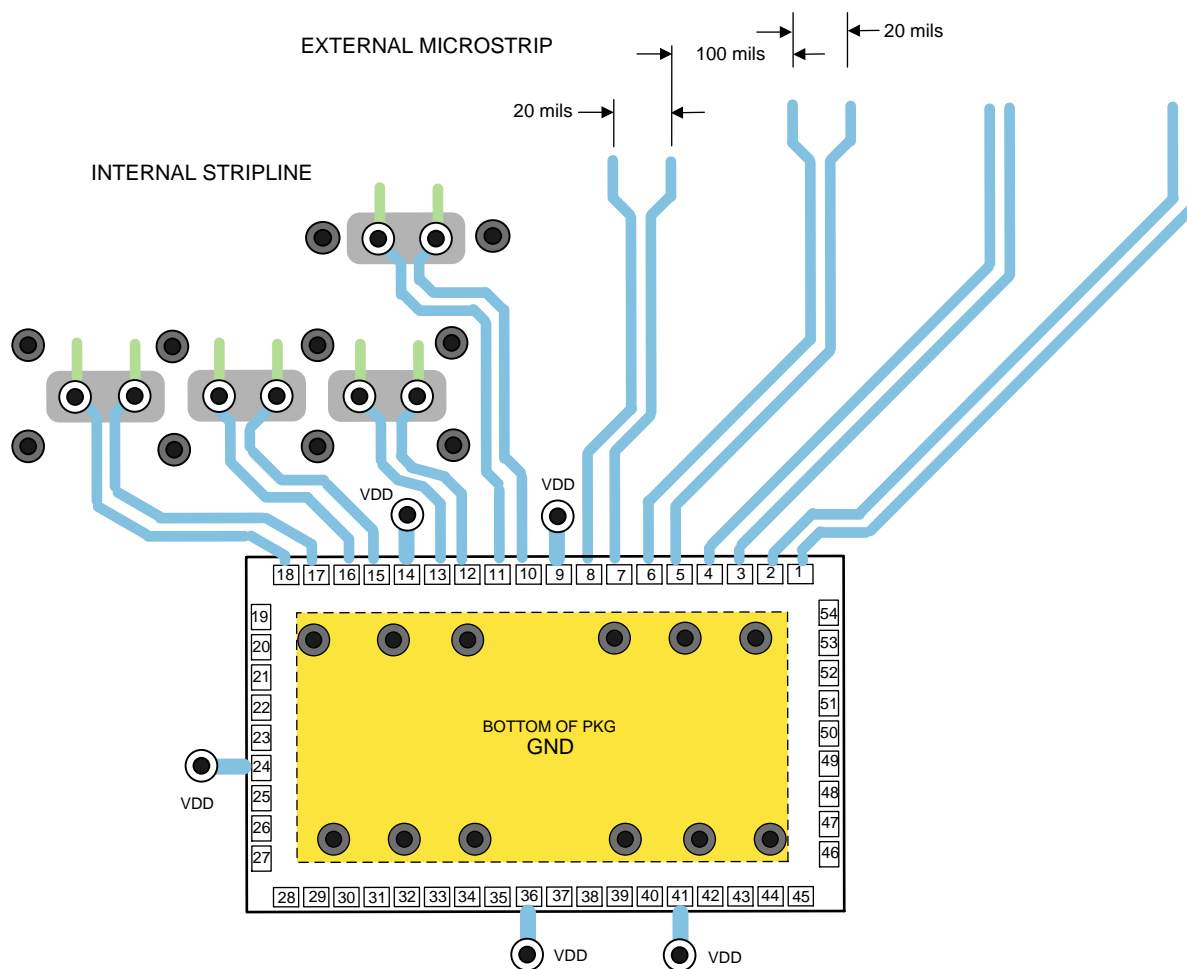 EXTERNAL MICROSTRIP
20 mils
100 mils
20 mils
INTERNAL STRIPLINE
VDD
VDD
18 17 16 15 14 13 12 11 10 9 8 7 6 5 4 3 2 1
19
54
20
53
21
52
22
51
23
50
24
49
25
48
26
47
27
46
BOTTOM OF PKG
GND
VDD
28 29 30 31 32 33 34 35 36 37 38 39 40 41 42 43 44 45
VDD
VDD